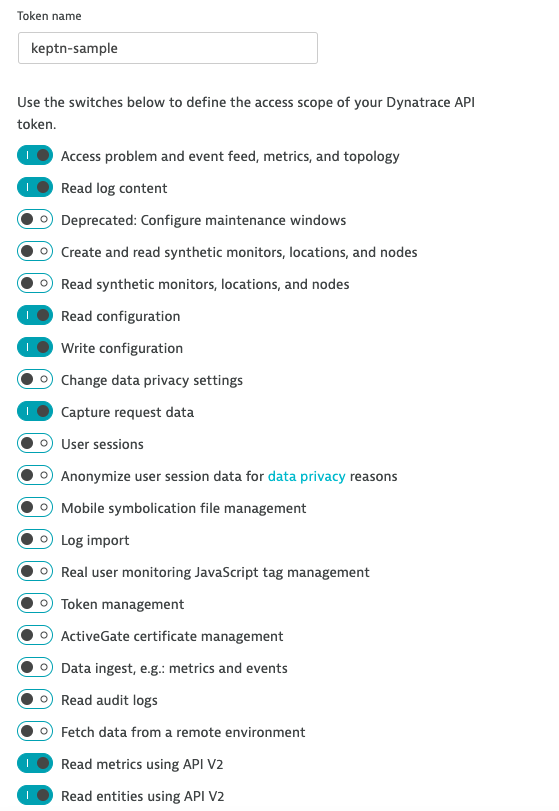 Token name
keptn-sample
Use the switches below to define the access scope of your Dynatrace API
token.
Access problem and event feed, metrics, and topology
Read log content
Deprecated: Configure maintenance windows
Create and read synthetic monitors, locations, and nodes
Read synthetic monitors, locations, and nodes
Read configuration
Write configuration
Change data privacy settings
Capture request data
User sessions
Anonymize user session data for data privacy reasons
Mobile symbolication file management
Log import
Real user monitoring JavaScript tag management
Token management
ActiveGate certificate management
Data ingest, e.g.: metrics and events
Read audit logs
Fetch data from a remote environment
Read metrics using API V2
Read entities using API V2